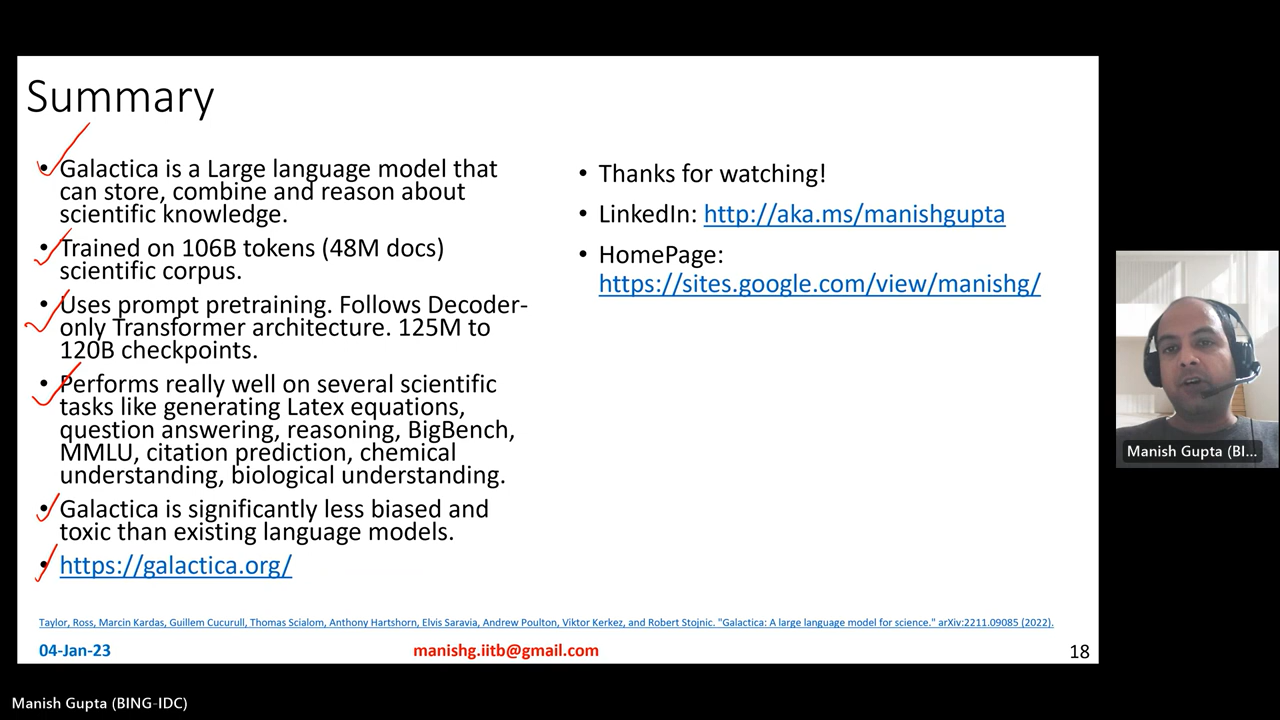 Summary
• Galactica is a Large language model that
can store, combine and reason about
scientific knowledge.
• Trained on 106B tokens (48M docs)
scientific corpus.
• Uses prompt pretraining. Follows Decoder-
only Transformer architecture. 125M to
120B checkpoints.
• Performs really well on several scientific
tasks like generating Latex equations,
question answering, reasoning, BigBench,
MMLU, citation prediction, chemical
understanding, biological understanding.
• Galactica is significantly less biased and
toxic than existing language models.
• https://galactica.org/
• Thanks for watching!
• LinkedIn: http://aka.ms/manishgupta
• HomePage:
https://sites.google.com/view/manishg/
Taylor, Ross, Marcin Kardas, Guillem Cucurull, Thomas Scialom, Anthony Hartshorn, Elvis Saravia, Andrew Poulton, Viktor Kerkez, and Robert Stojnic. "Galactica: A large language model for science." arXiv:2211.09085 (2022).
04-Jan-23
manishg.iitb@gmail.com
18
Manish Gupta (BI...
Manish Gupta (BING-IDC)